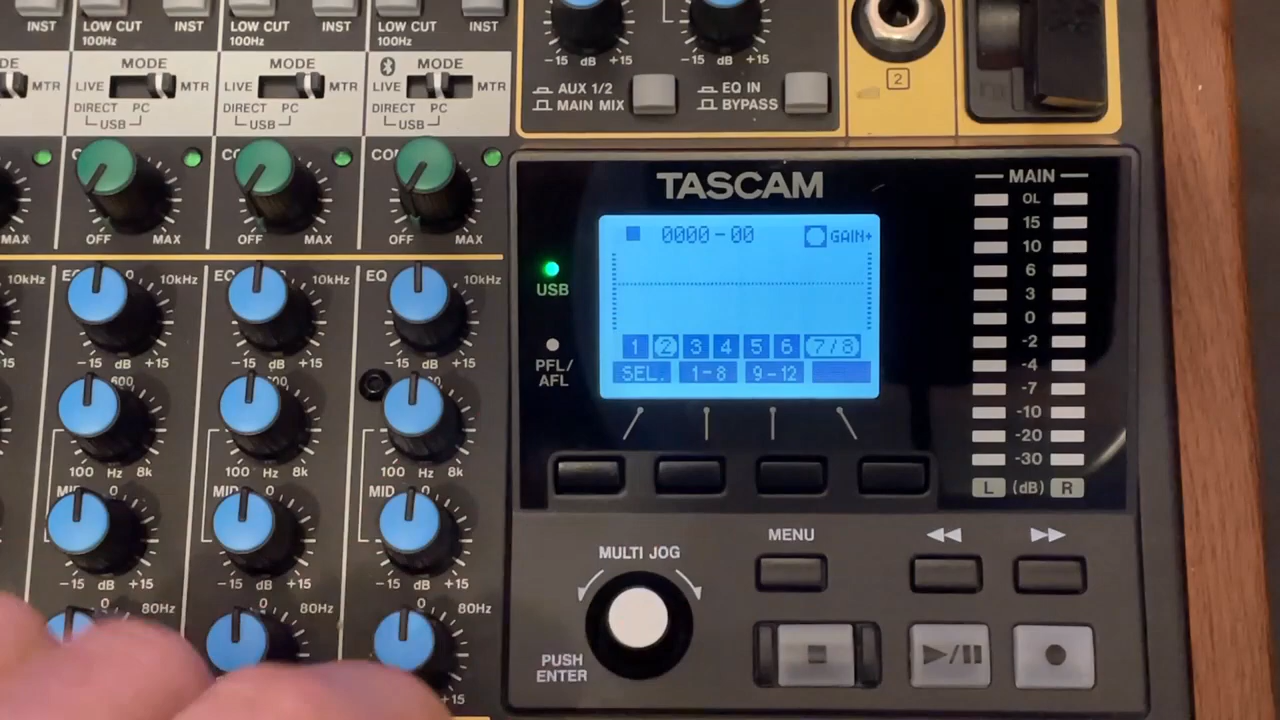 INST LOW CUT INST LOW CUT INST LOW CUT INST
100Hz 100Hz 100Hz
-15 dB +15 -15 dB +15
2
MODE MODE MODE
MTR LIVE MTR LIVE MTR LIVE MTR
DIRECT PC DIRECT PC DIRECT PC
USB USB USB
AUX 1/2 EQ IN
MAIN MIX BYPASS
MAX OFF MAX OFF MAX OFF MAX
TASCAM
MAIN
OL
15
10
6
3
0
-2
-4
-7
-10
-20
-30
L (dB) R
0000-00 GAIN+
1 2 3 4 5 6 7/8
SEL. 1-8 9-12
USB
PFL/
AFL
10kHz EQ 10kHz EQ 10kHz
-15 dB +15 -15 dB +15 -15 dB +15
600
100 Hz 8k 100 Hz 8k 100 Hz 8k
0 MID 0 MID 0
-15 dB +15 -15 dB +15 -15 dB +15
0 80Hz 0 80Hz 0 80Hz
+15
MULTI JOG
MENU
PUSH
ENTER